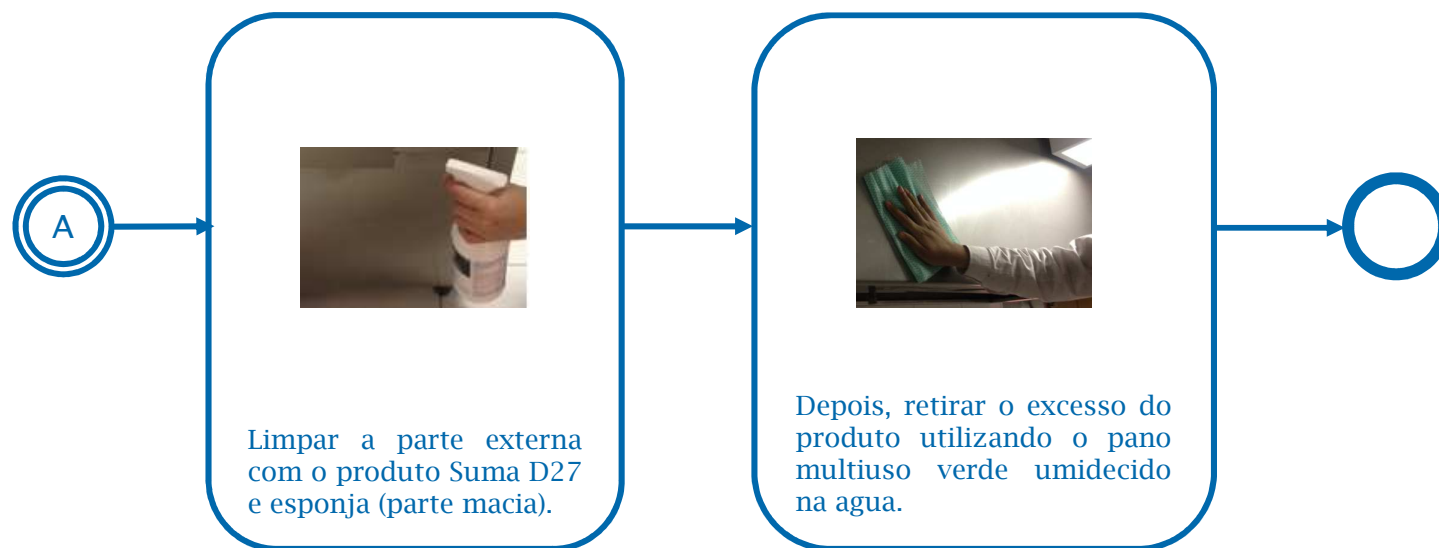 A
Limpar a parte externa
com o produto Suma D27
e esponja (parte macia).
Depois, retirar o excesso do
produto utilizando o pano
multiuso verde umidecido
na agua.